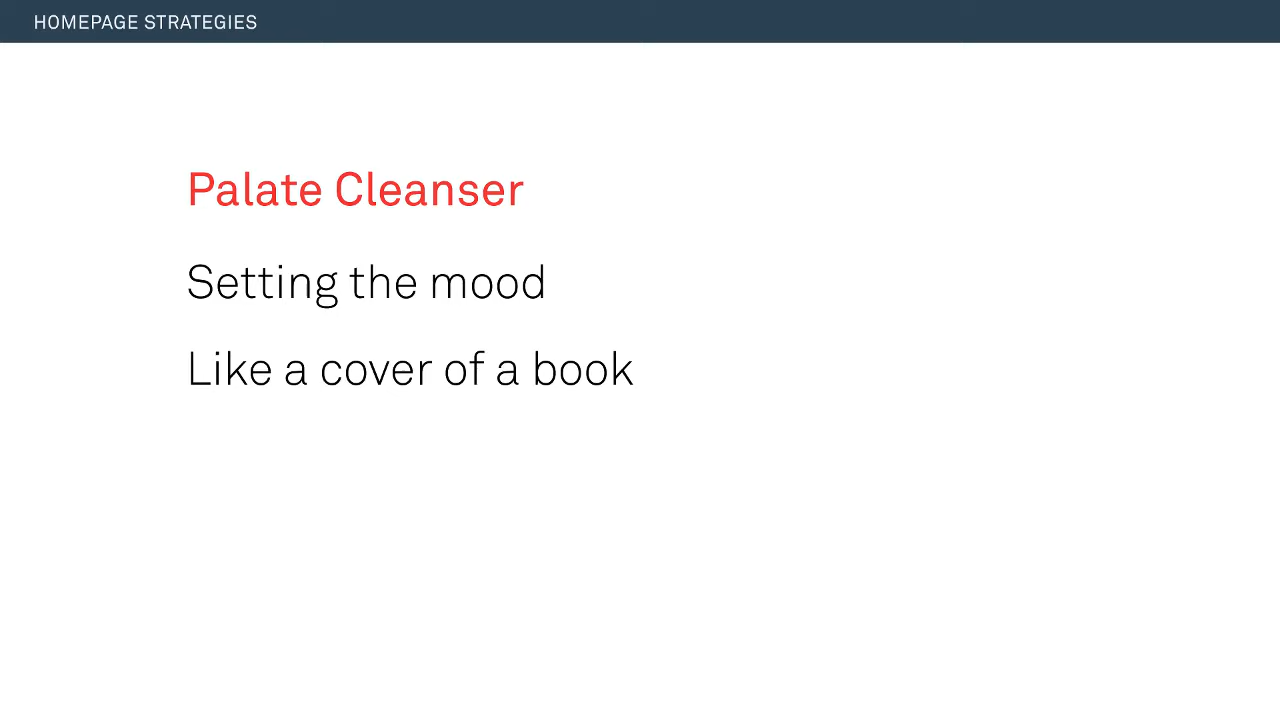 HOMEPAGE STRATEGIES
Palate Cleanser
Setting the mood
Like a cover of a book